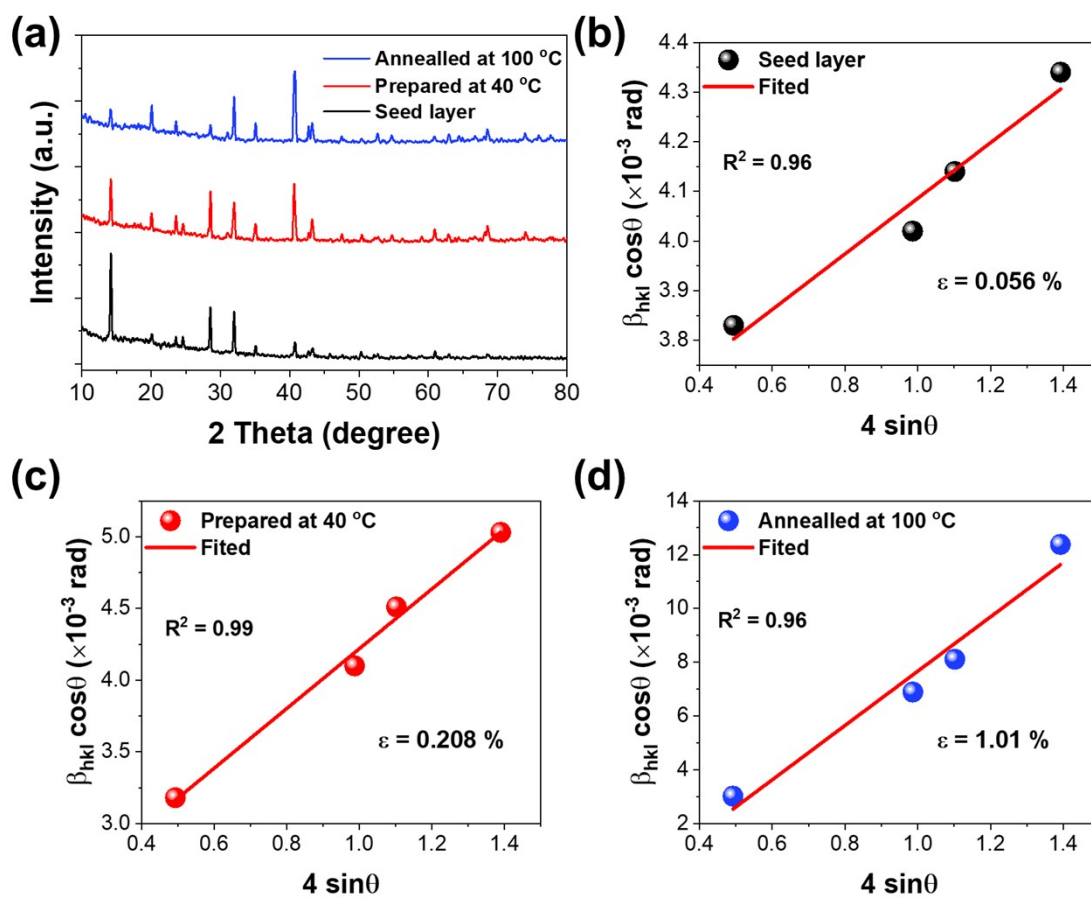 (a)
Annealled at 100 °C
Prepared at 40 °C
Seed layer
Intensity (a.u.)
10 20 30 40 50 60 70 80
2 Theta (degree)
(b)
Seed layer
Fited
R² = 0.96
ε = 0.056 %
β_hkl cosθ (×10⁻³ rad)
4.4
4.3
4.2
4.1
4.0
3.9
3.8
0.4 0.6 0.8 1.0 1.2 1.4
4 sinθ
(c)
Prepared at 40 °C
Fited
R² = 0.99
ε = 0.208 %
β_hkl cosθ (×10⁻³ rad)
5.0
4.5
4.0
3.5
3.0
0.4 0.6 0.8 1.0 1.2 1.4
4 sinθ
(d)
Annealled at 100 °C
Fited
R² = 0.96
ε = 1.01 %
β_hkl cosθ (×10⁻³ rad)
14
12
10
8
6
4
2
0.4 0.6 0.8 1.0 1.2 1.4
4 sinθ